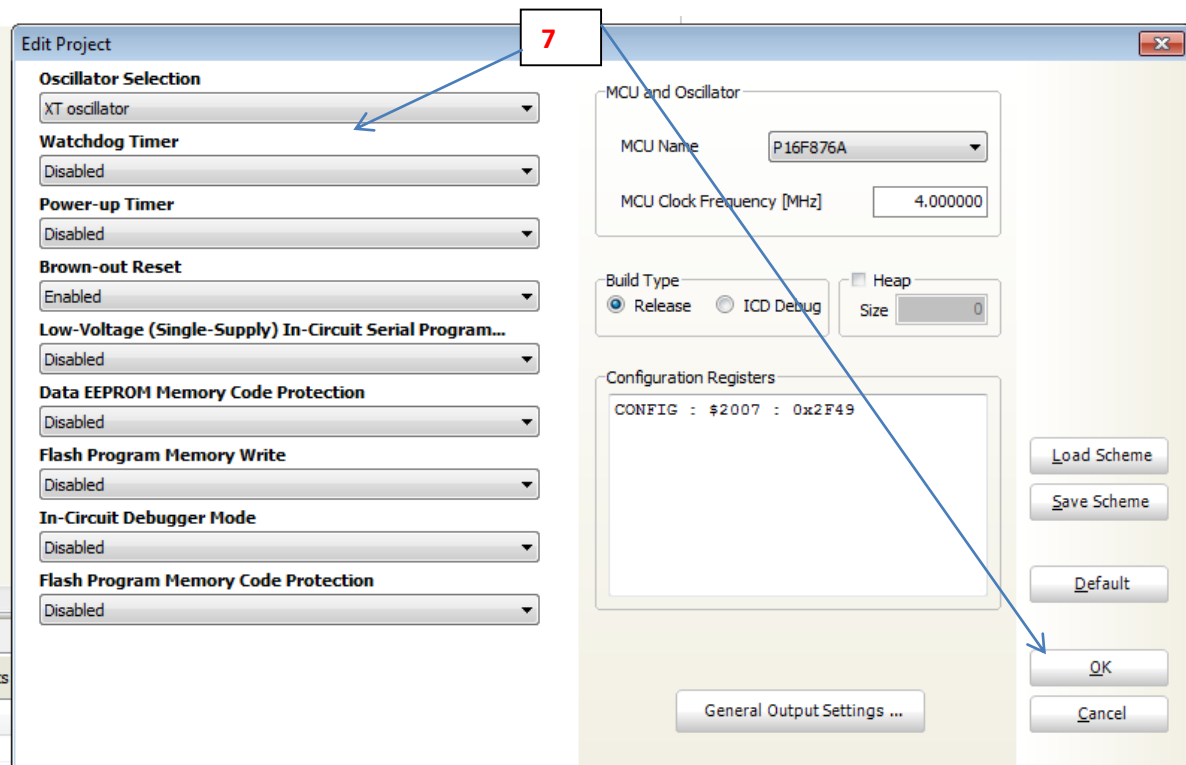 7
Edit Project
Oscillator Selection
XT oscillator
Watchdog Timer
Disabled
Power-up Timer
Disabled
Brown-out Reset
Enabled
Low-Voltage (Single-Supply) In-Circuit Serial Program...
Disabled
Data EEPROM Memory Code Protection
Disabled
Flash Program Memory Write
Disabled
In-Circuit Debugger Mode
Disabled
Flash Program Memory Code Protection
Disabled
MCU and Oscillator
MCU Name P16F876A
MCU Clock Frequency [MHz] 4.000000
Build Type
Release ICD Debug
Heap
Size 0
Configuration Registers
CONFIG : $2007 : 0x2F49
General Output Settings ...
Load Scheme
Save Scheme
Default
OK
Cancel